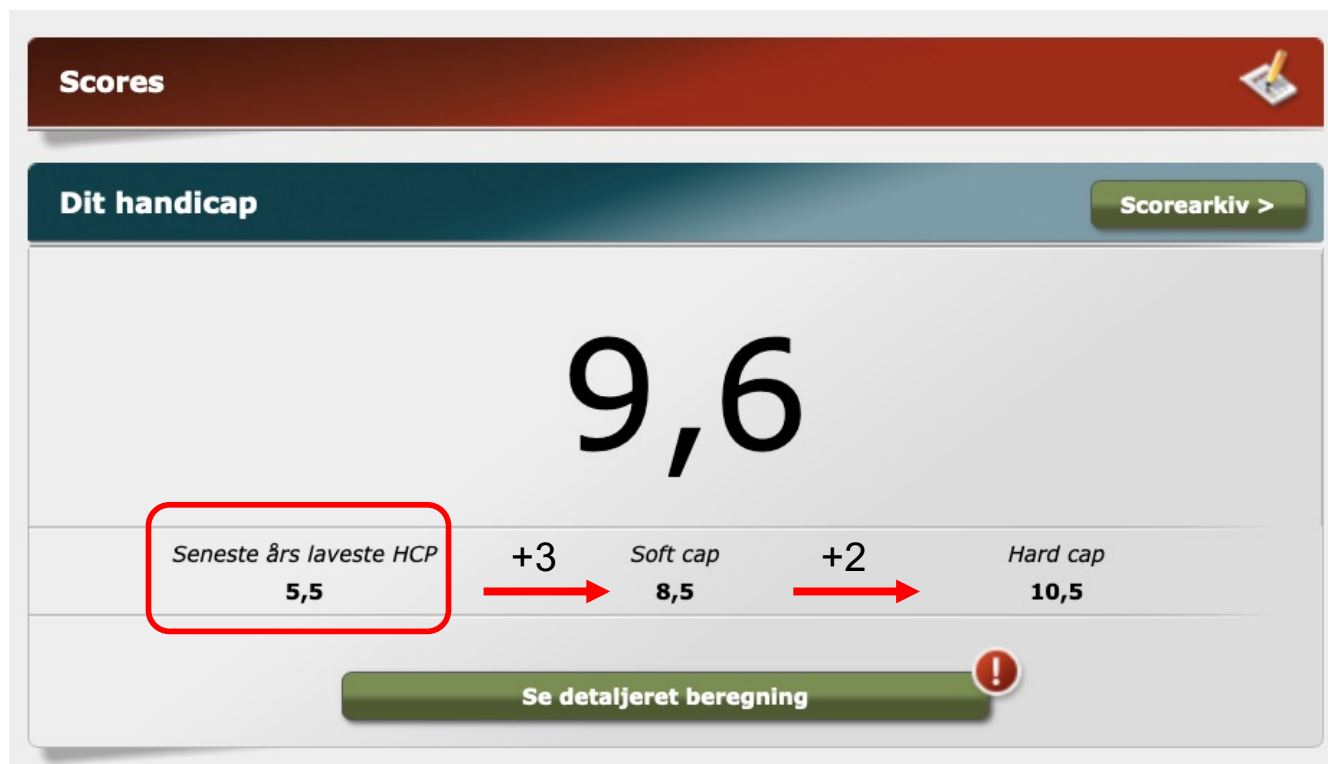 Scores
Dit handicap
Scorearkiv >
9,6
Seneste års laveste HCP +3 Soft cap +2 Hard cap
5,5 8,5 10,5
Se detaljeret beregning !